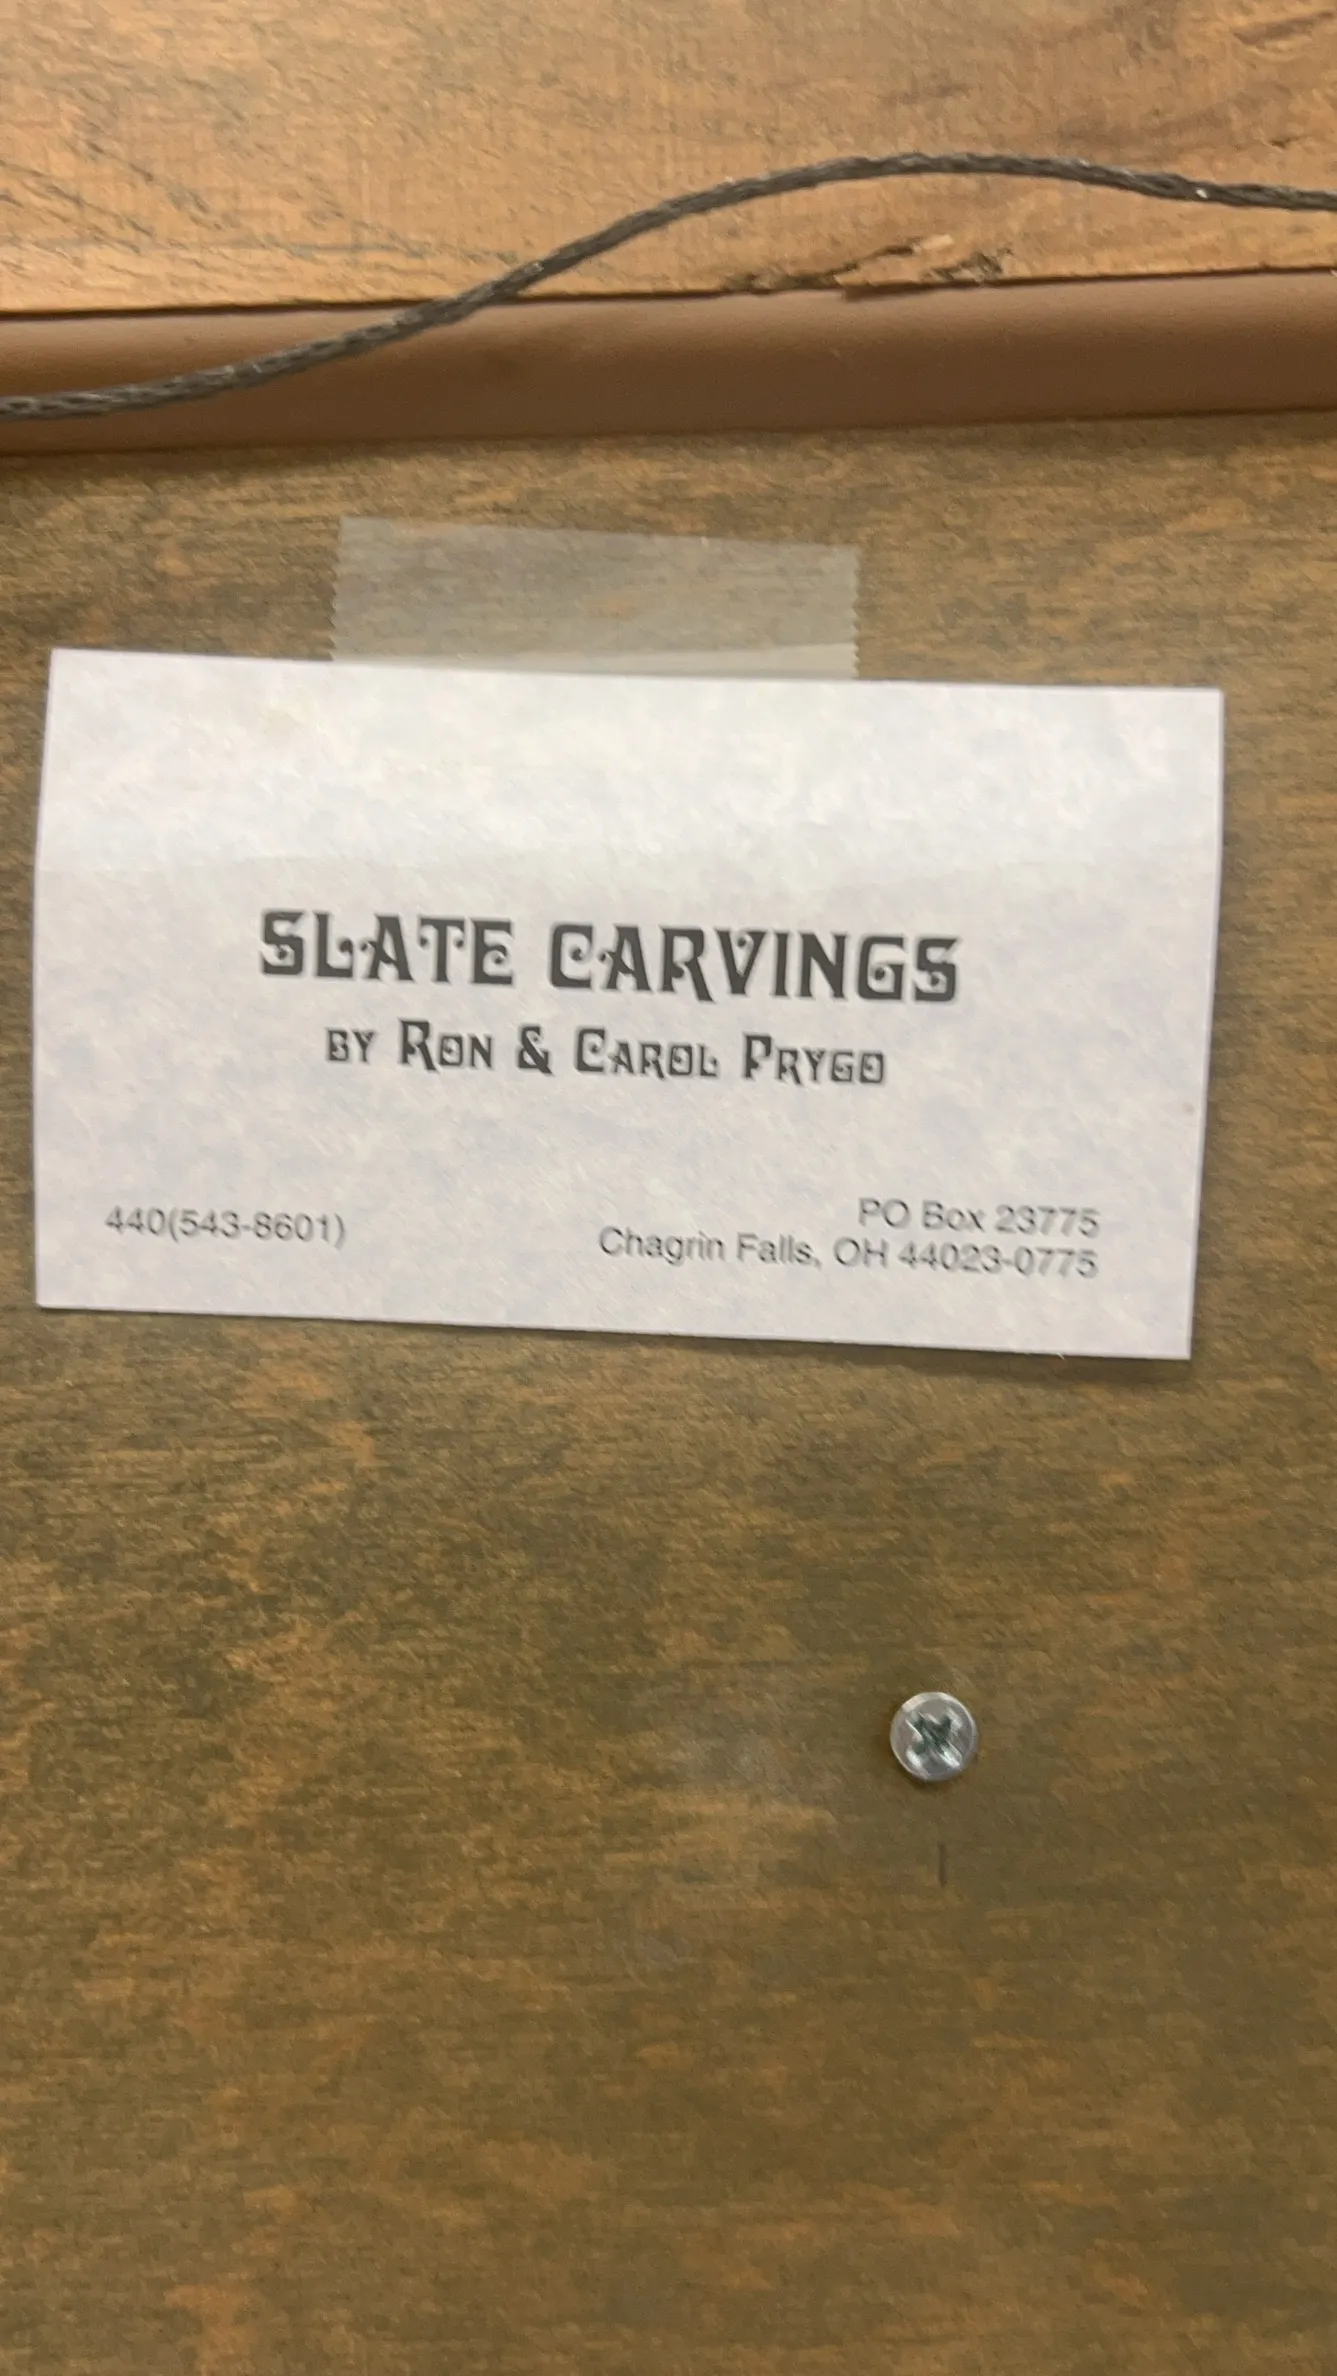 SLATE CARVINGS
BY RON & CAROL PRYGO
440(543-8601)
PO Box 23775
Chagrin Falls, OH 44023-0775